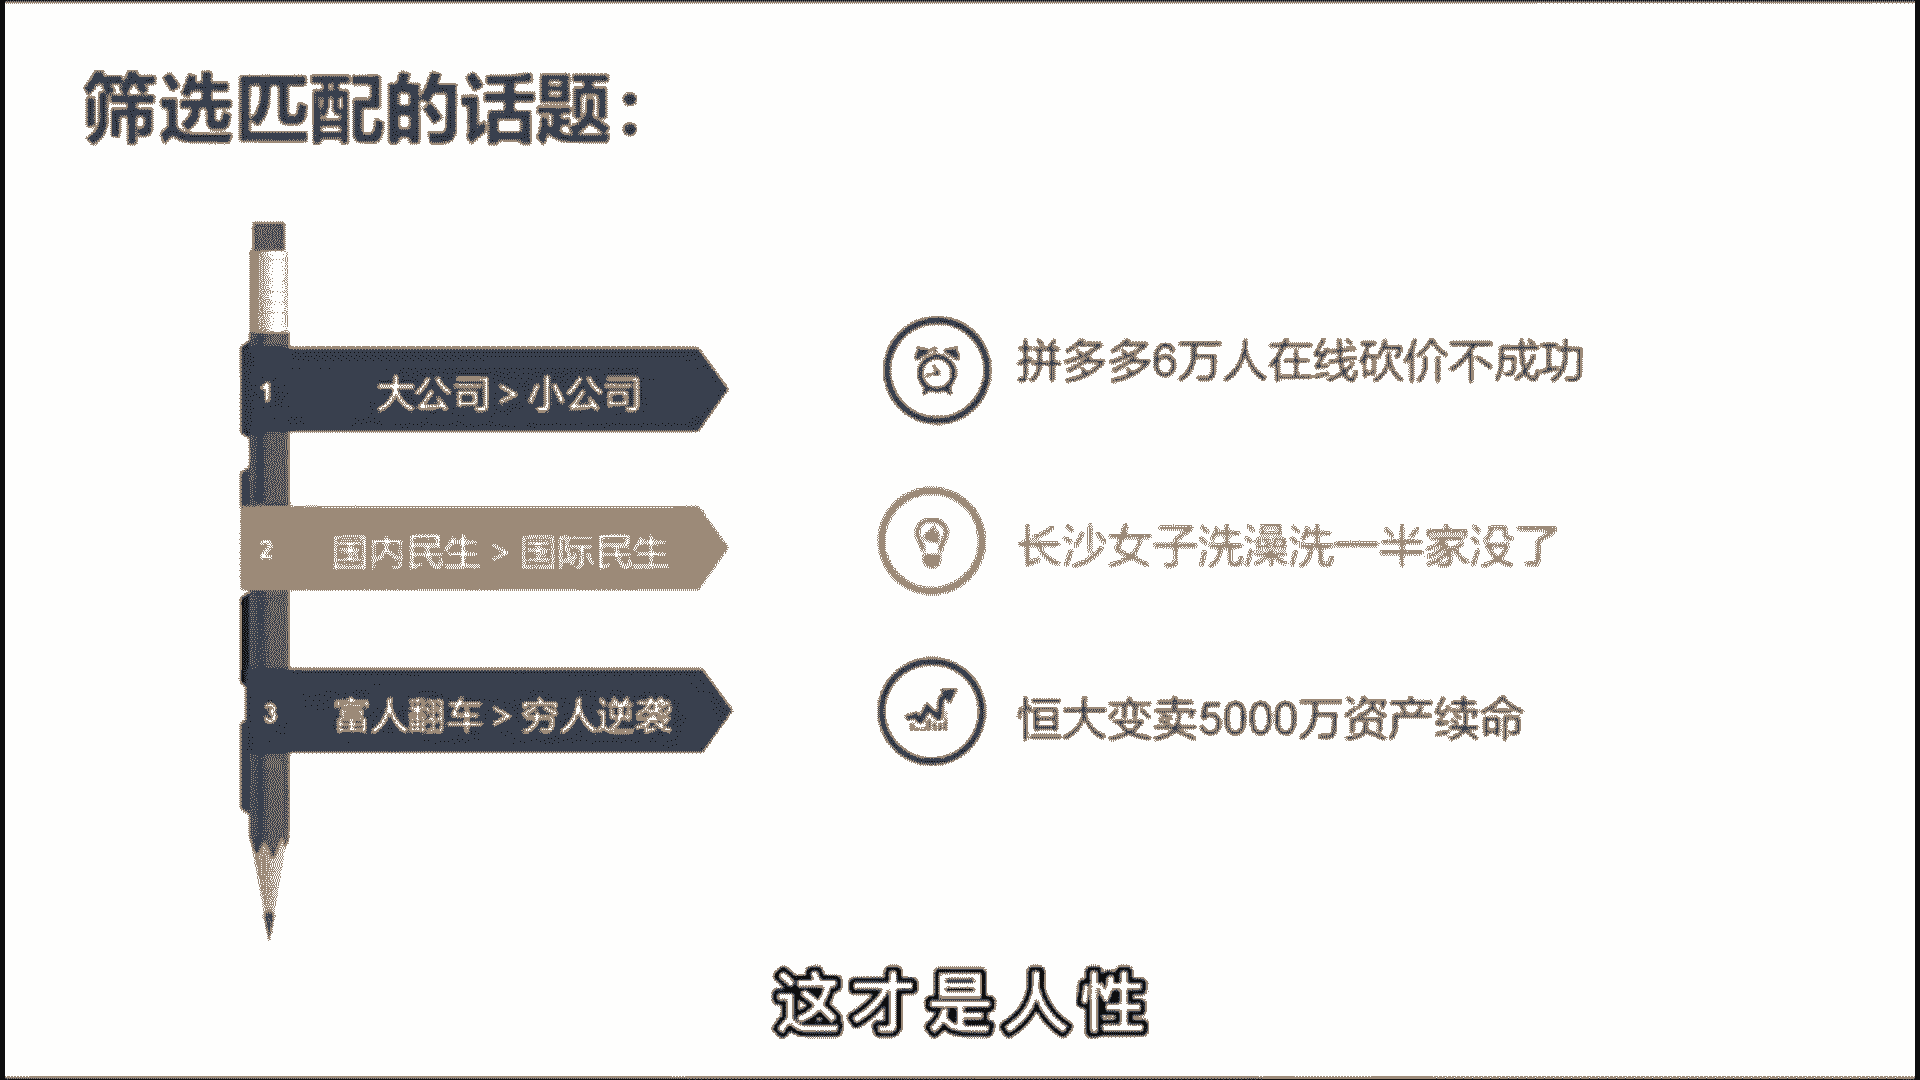 筛选匹配的话题：
1 大公司 > 小公司
拼多多6万人在线砍价不成功
2 国内民生 > 国际民生
长沙女子洗澡洗一半家没了
3 富人翻车 > 穷人逆袭
恒大变卖5000万资产续命
这才是人性